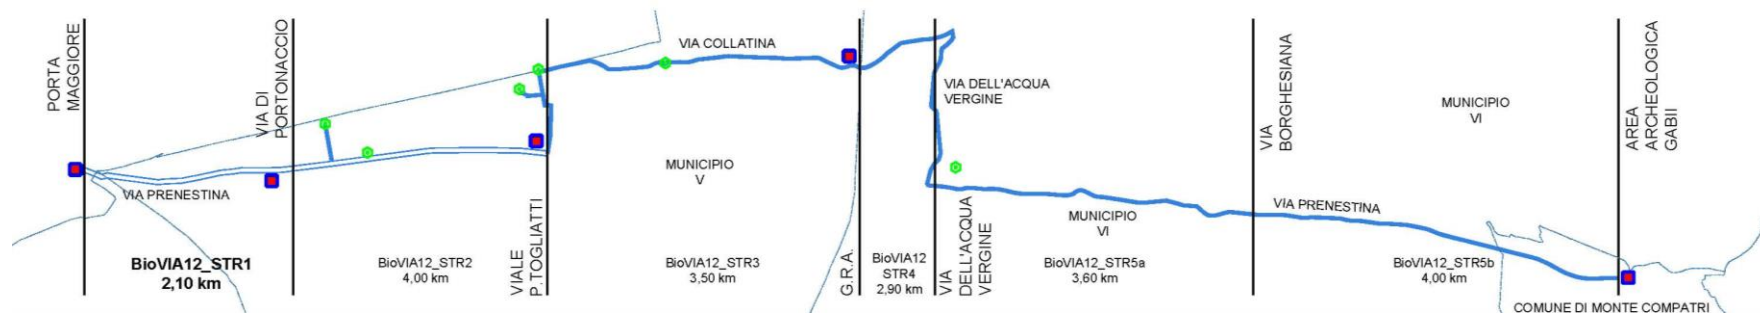 PORTA
MAGGIORE
VIA PRENESTINA
BioVIA12_STR1
2,10 km
VIA DI
PORTONACCIO
BioVIA12_STR2
4,00 km
VIALE
P.TOGLIATTI
VIA COLLATINA
MUNICIPIO
V
BioVIA12_STR3
3,50 km
G.R.A.
BioVIA12
STR4
2,90 km
VIA DELL'ACQUA
VERGINE
VIA
DELL'ACQUA
VERGINE
MUNICIPIO
VI
BioVIA12_STR5a
3,60 km
VIA
BORGHESIANA
VIA PRENESTINA
MUNICIPIO
VI
BioVIA12_STR5b
4,00 km
AREA
ARCHEOLOGICA
GABII
COMUNE DI MONTE COMPATRI